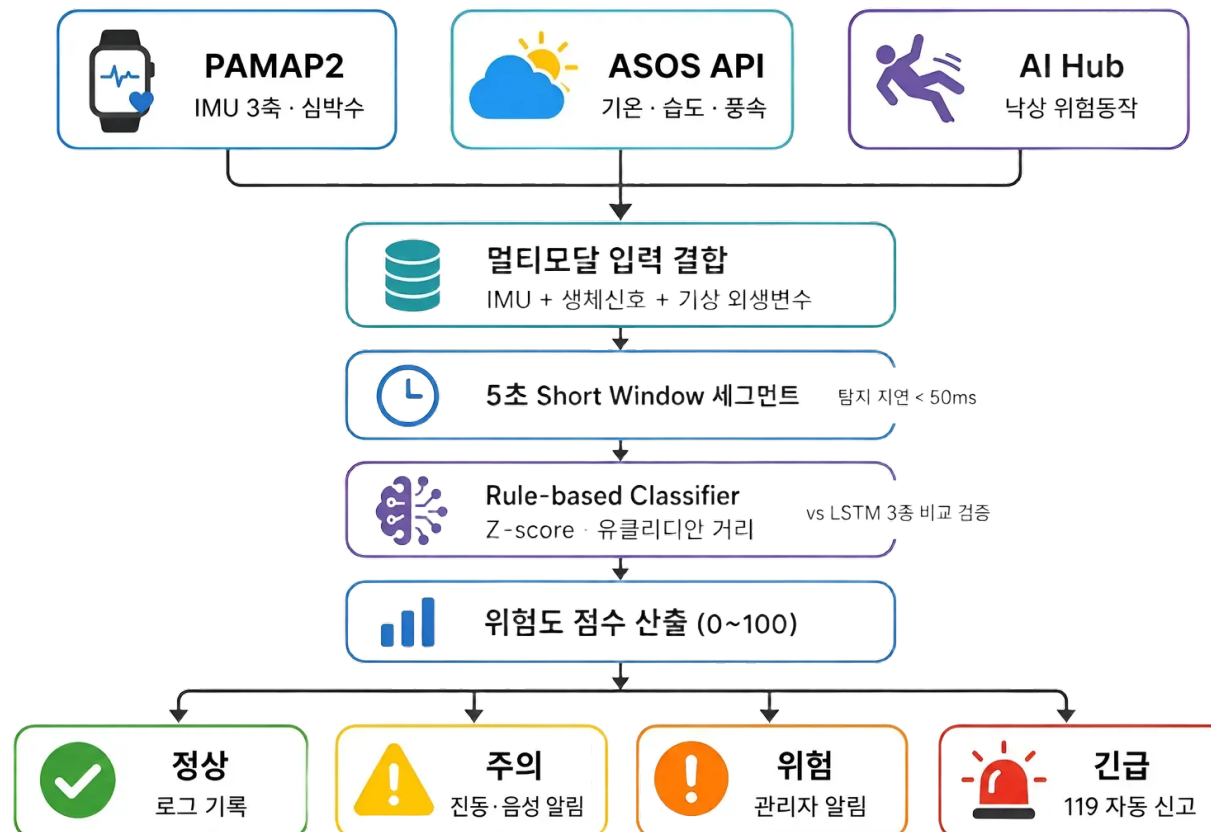 PAMAP2
IMU 3축 · 심박수
ASOS API
기온 · 습도 · 풍속
AI Hub
낙상 위험동작
멀티모달 입력 결합
IMU + 생체신호 + 기상 외생변수
5초 Short Window 세그먼트
탐지 지연 < 50ms
Rule-based Classifier
Z-score · 유클리디안 거리
vs LSTM 3종 비교 검증
위험도 점수 산출 (0~100)
정상
로그 기록
주의
진동·음성 알림
위험
관리자 알림
긴급
119 자동 신고